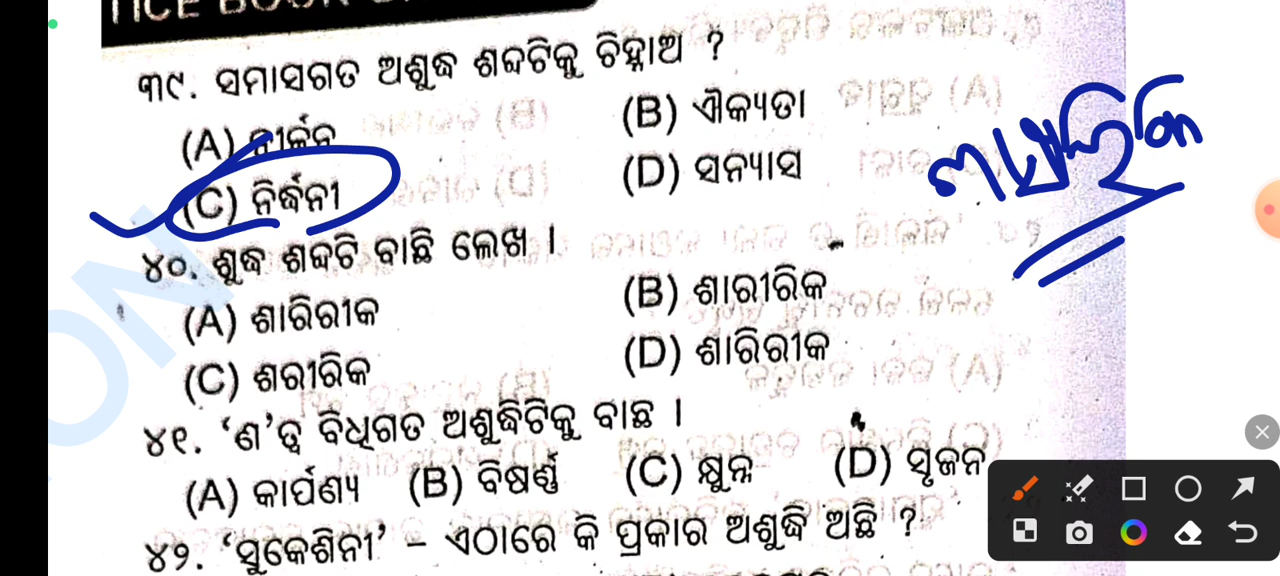 ୩୯. ସମାସଗତ ଅଶୁଦ୍ଧ ଶବ୍ଦଟିକୁ ଚିହ୍ନାଅ ?
(A) (B) ଐକ୍ୟତା
(C) ନିର୍ଦ୍ଧନୀ (D) ସନ୍ୟାସ
୪୦. ଶୁଦ୍ଧ ଶବ୍ଦଟି ବାଛି ଲେଖ ।
(A) ଶାରିରୀକ (B) ଶାରୀରିକ
(C) ଶରୀରିକ (D) ଶାରିରୀକ
୪୧. ‘ଣ’ତ୍ୱ ବିଧିଗତ ଅଶୁଦ୍ଧିଟିକୁ ବାଛ ।
(A) କାର୍ପଣ୍ୟ (B) ବିଷର୍ଣ୍ଣ (C) କ୍ଷୁନ୍ନ (D) ସୃଜନ
୪୨. ‘ସୁକେଶିନୀ’ – ଏଠାରେ କି ପ୍ରକାର ଅଶୁଦ୍ଧି ଅଛି ?